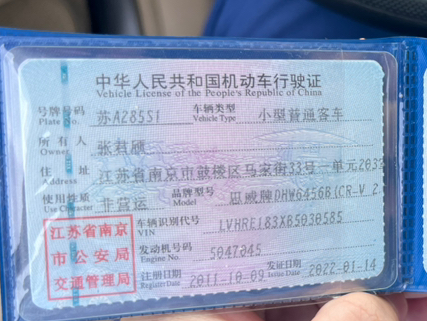 中华人民共和国机动车行驶证
Vehicle License of the People's Republic of China
号牌号码 苏A285S1 车辆类型 小型普通客车
Plate No. Vehicle Type
所有人 张
Owner
住址 江苏省南京市鼓楼区马家街33号一单元203
Address
使用性质 非营运 品牌型号 思威牌DHW6456B(CR-V 2
Use Character Model
车辆识别代号 LVHRE183XB5030585
VIN
发动机号码 5047045
Engine No.
注册日期 2011-10-09 发证日期 2022-01-14
Register Date Issue Date
江苏省南京
市公安局
交通管理局